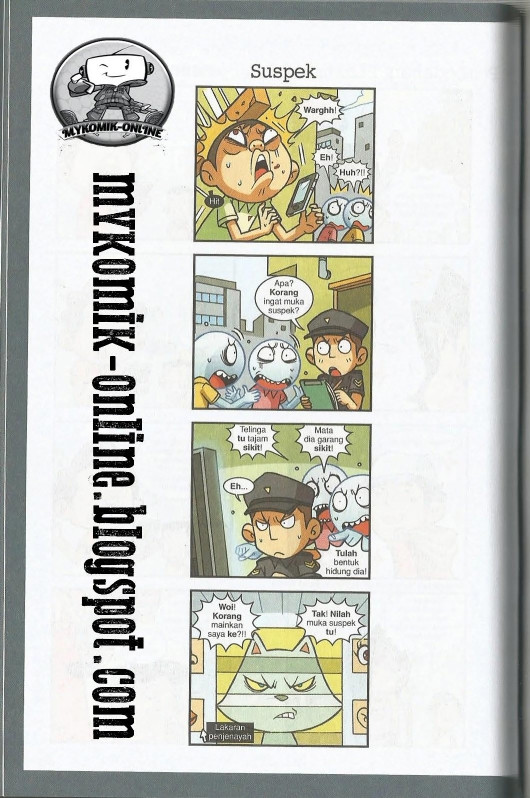 MYKOMIK-ONLINE
mykomik-online.blogspot.com
Suspek
Warghh!
Eh!
Huh?!!
Hi!
Apa?
Korang
ingat muka
suspek?
Telinga
tu tajam
sikit!
Mata
dia garang
sikit!
Eh...
Tulah
bentuk
hidung dia!
Woi!
Korang
mainkan
saya ke?!!
Tak! Nilah
muka suspek
tu!
Lakaran
penjenayah